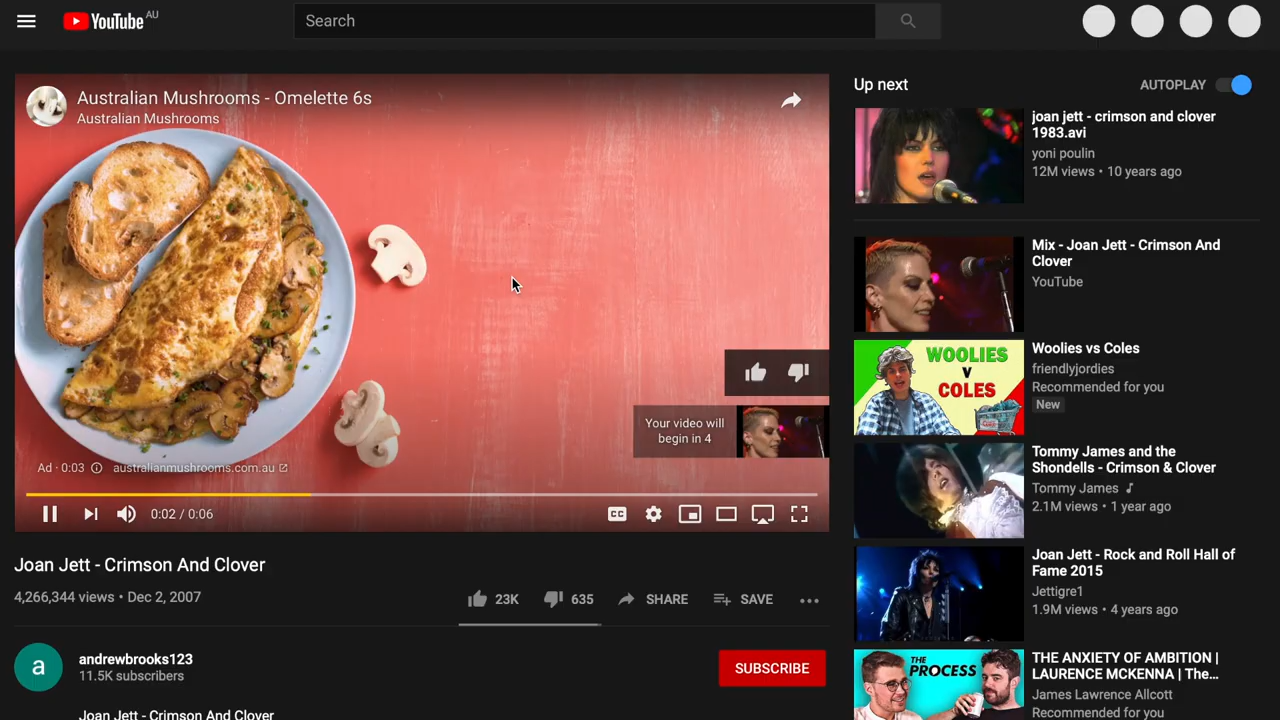 YouTube AU
Search
Australian Mushrooms - Omelette 6s
Australian Mushrooms
Your video will
begin in 4
Ad · 0:03
australianmushrooms.com.au
0:02 / 0:06
CC
Joan Jett - Crimson And Clover
4,266,344 views • Dec 2, 2007
23K
635
SHARE
SAVE
a
andrewbrooks123
11.5K subscribers
SUBSCRIBE
Joan Jett - Crimson And Clover
Up next
AUTOPLAY
joan jett - crimson and clover
1983.avi
yoni poulin
12M views • 10 years ago
Mix - Joan Jett - Crimson And
Clover
YouTube
WOOLIES
V
COLES
Woolies vs Coles
friendlyjordies
Recommended for you
New
Tommy James and the
Shondells - Crimson & Clover
Tommy James
2.1M views • 1 year ago
Joan Jett - Rock and Roll Hall of
Fame 2015
Jettigre1
1.9M views • 4 years ago
THE
PROCESS
THE ANXIETY OF AMBITION |
LAURENCE MCKENNA | The...
James Lawrence Allcott
Recommended for you